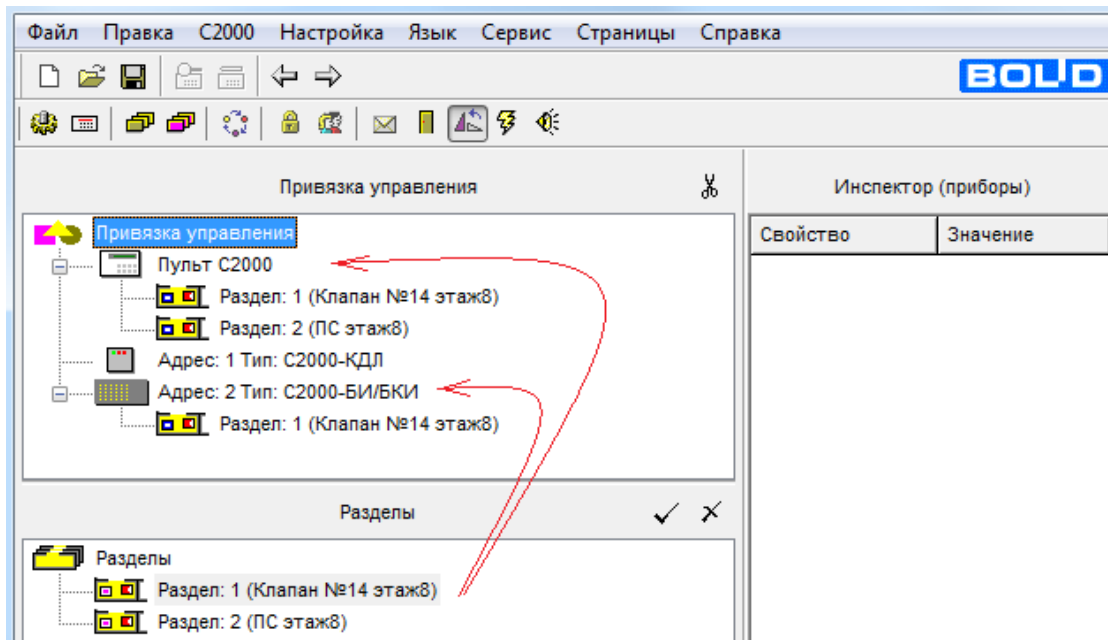 Файл Правка С2000 Настройка Язык Сервис Страницы Справка
BOLID
Привязка управления
Инспектор (приборы)
Привязка управления
Свойство Значение
Пульт С2000
Раздел: 1 (Клапан №14 этаж8)
Раздел: 2 (ПС этаж8)
Адрес: 1 Тип: С2000-КДЛ
Адрес: 2 Тип: С2000-БИ/БКИ
Раздел: 1 (Клапан №14 этаж8)
Разделы
Разделы
Раздел: 1 (Клапан №14 этаж8)
Раздел: 2 (ПС этаж8)